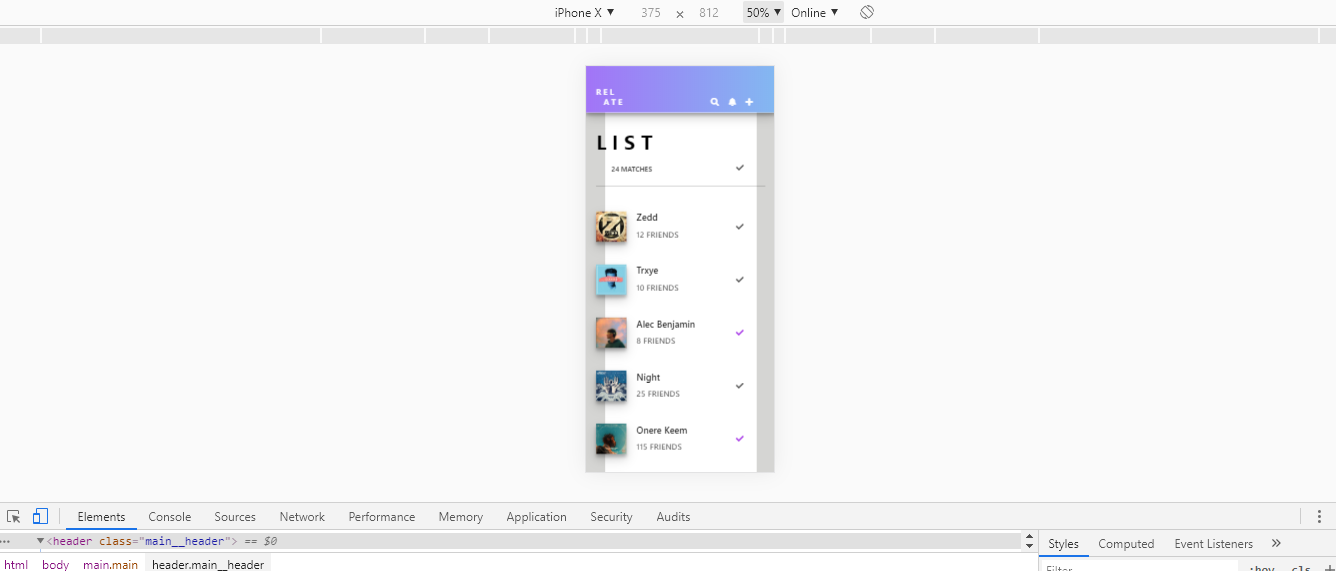 iPhone X ▼ 375 × 812 50% ▼ Online ▼
REL
ATE
LIST
24 MATCHES
Zedd
12 FRIENDS
Trxye
10 FRIENDS
Alec Benjamin
8 FRIENDS
Night
25 FRIENDS
Onere Keem
115 FRIENDS
Elements Console Sources Network Performance Memory Application Security Audits
<header class="main__header"> == $0
Styles Computed Event Listeners »
html body main.main header.main__header
Filter :hov .cls +